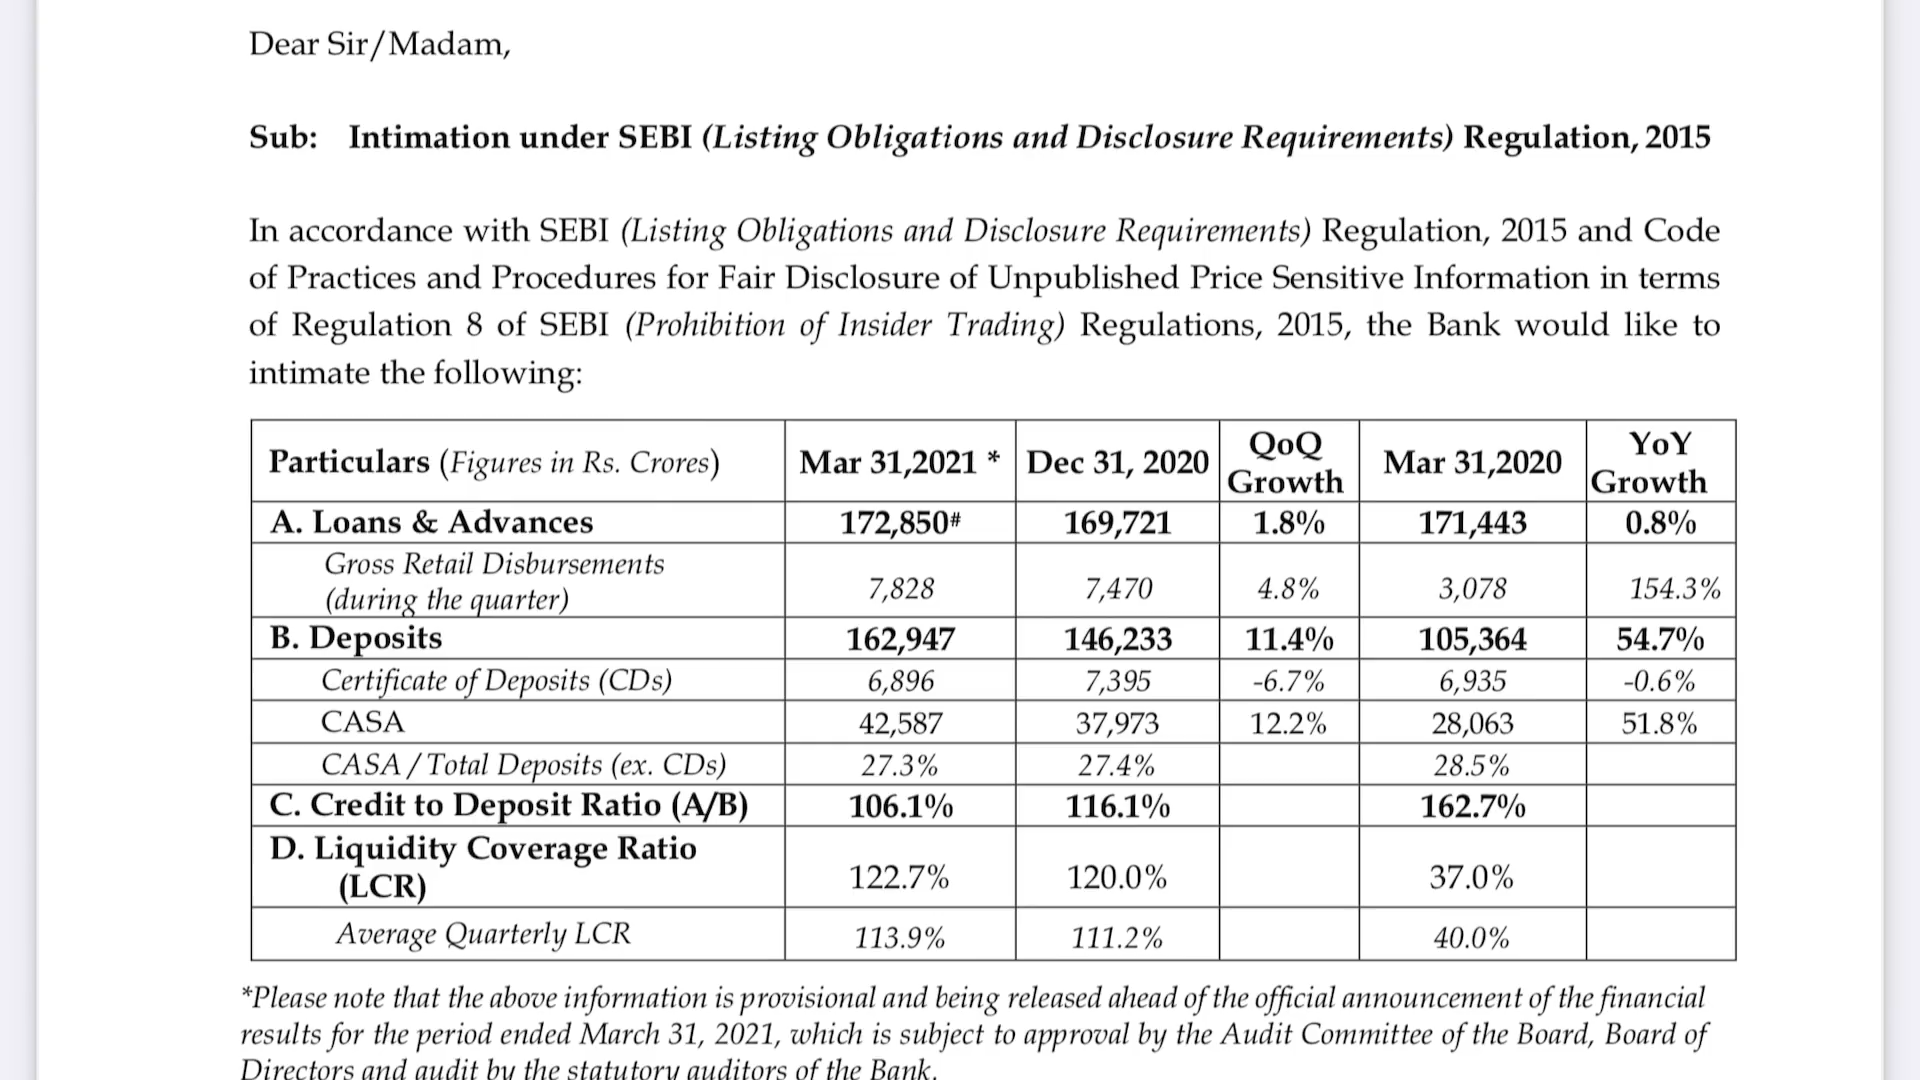 Dear Sir/Madam,
Sub: Intimation under SEBI (Listing Obligations and Disclosure Requirements) Regulation, 2015
In accordance with SEBI (Listing Obligations and Disclosure Requirements) Regulation, 2015 and Code
of Practices and Procedures for Fair Disclosure of Unpublished Price Sensitive Information in terms
of Regulation 8 of SEBI (Prohibition of Insider Trading) Regulations, 2015, the Bank would like to
intimate the following:
Particulars (Figures in Rs. Crores) Mar 31,2021 * Dec 31, 2020 QoQ Growth Mar 31,2020 YoY Growth
A. Loans & Advances 172,850# 169,721 1.8% 171,443 0.8%
Gross Retail Disbursements
(during the quarter) 7,828 7,470 4.8% 3,078 154.3%
B. Deposits 162,947 146,233 11.4% 105,364 54.7%
Certificate of Deposits (CDs) 6,896 7,395 -6.7% 6,935 -0.6%
CASA 42,587 37,973 12.2% 28,063 51.8%
CASA / Total Deposits (ex. CDs) 27.3% 27.4% 28.5%
C. Credit to Deposit Ratio (A/B) 106.1% 116.1% 162.7%
D. Liquidity Coverage Ratio
(LCR) 122.7% 120.0% 37.0%
Average Quarterly LCR 113.9% 111.2% 40.0%
*Please note that the above information is provisional and being released ahead of the official announcement of the financial
results for the period ended March 31, 2021, which is subject to approval by the Audit Committee of the Board, Board of
Directors and audit by the statutory auditors of the Bank.